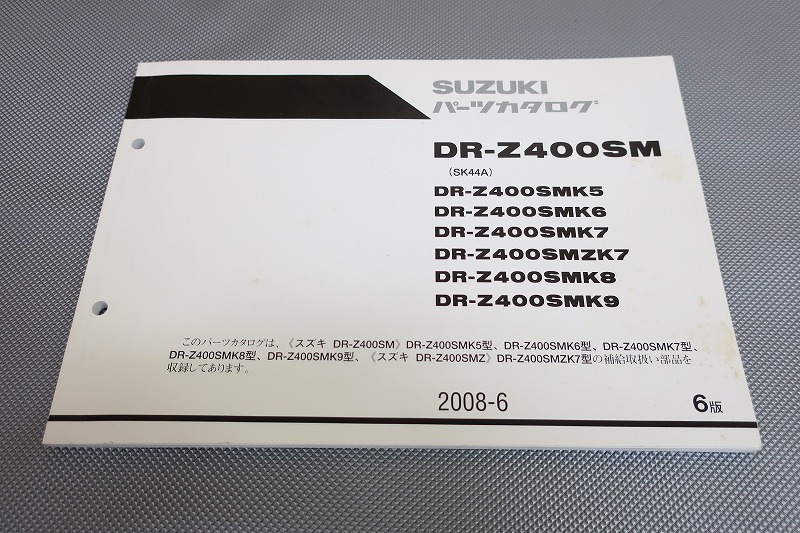 SUZUKI
パーツカタログ
DR-Z400SM
(SK44A)
DR-Z400SMK5
DR-Z400SMK6
DR-Z400SMK7
DR-Z400SMZK7
DR-Z400SMK8
DR-Z400SMK9
このパーツカタログは、《スズキ DR-Z400SM》DR-Z400SMK5型、DR-Z400SMK6型、DR-Z400SMK7型、
DR-Z400SMK8型、DR-Z400SMK9型、《スズキ DR-Z400SMZ》DR-Z400SMZK7型の補給取扱い部品を
収録してあります。
2008-6
6版